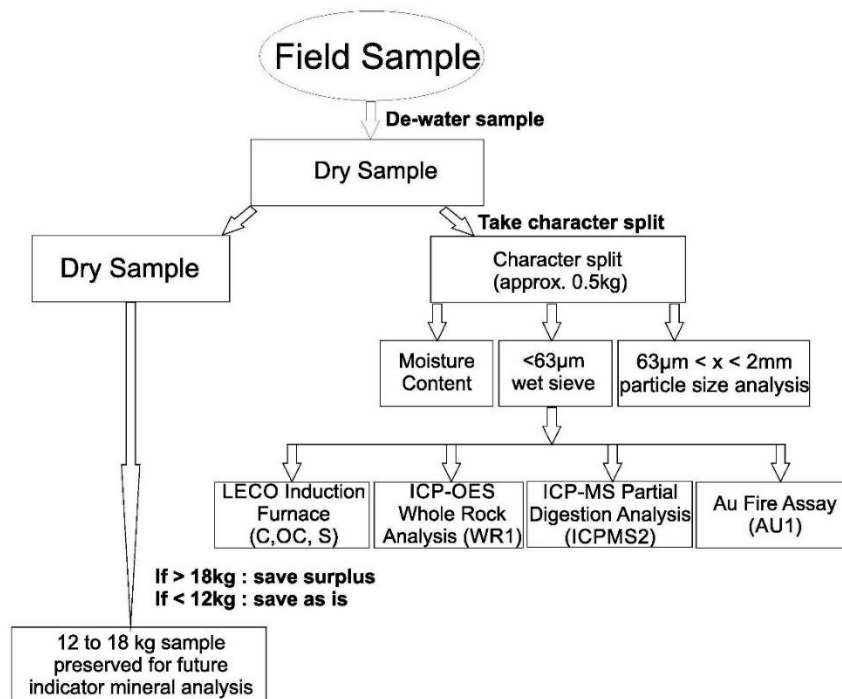 Field Sample
De-water sample
Dry Sample
Take character split
Dry Sample
Character split
(approx. 0.5kg)
Moisture
Content
<63µm
wet sieve
63µm < x < 2mm
particle size analysis
LECO Induction
Furnace
(C,OC, S)
ICP-OES
Whole Rock
Analysis (WR1)
ICP-MS Partial
Digestion Analysis
(ICPMS2)
Au Fire Assay
(AU1)
If > 18kg : save surplus
If < 12kg : save as is
12 to 18 kg sample
preserved for future
indicator mineral analysis